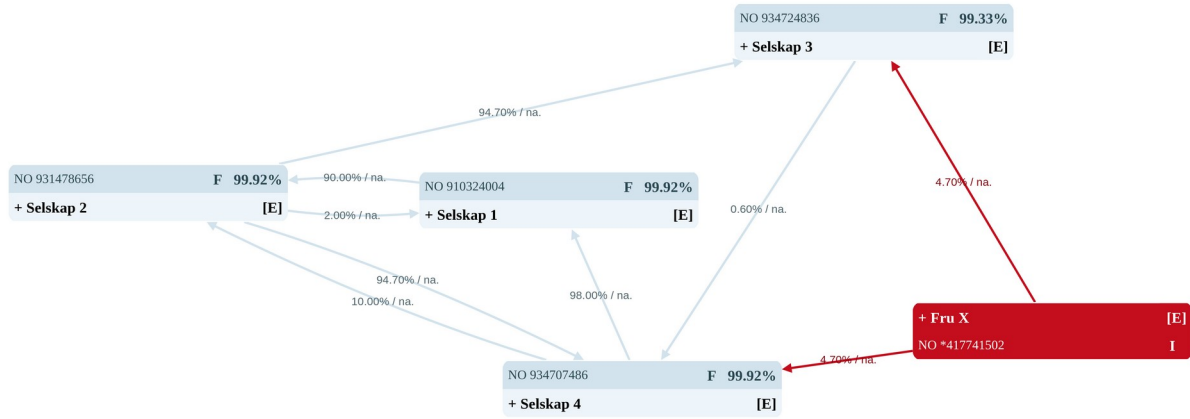 NO 934724836 F 99.33%
+ Selskap 3 [E]
94.70% / na.
NO 931478656 F 99.92%
+ Selskap 2 [E]
90.00% / na.
2.00% / na.
NO 910324004 F 99.92%
+ Selskap 1 [E]
4.70% / na.
0.60% / na.
94.70% / na.
10.00% / na.
98.00% / na.
+ Fru X [E]
NO *417741502 I
4.70% / na.
NO 934707486 F 99.92%
+ Selskap 4 [E]